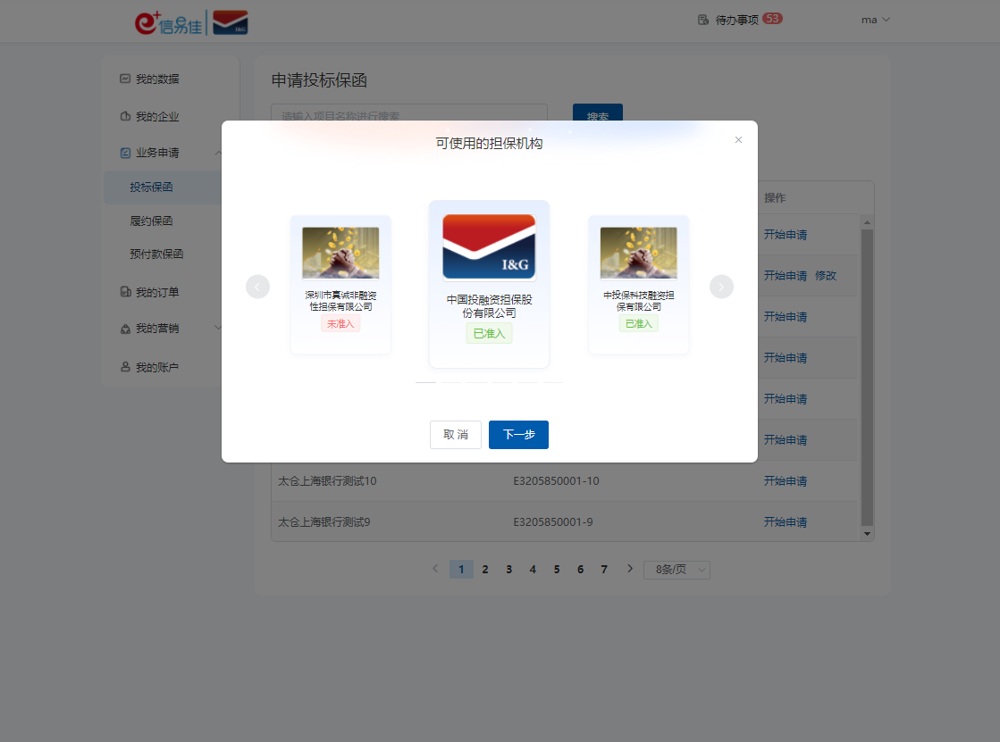 e+信e易佳 I&G
待办事项 53
ma
我的数据
我的企业
业务申请
投标保函
履约保函
预付款保函
我的订单
我的营销
我的账户
申请投标保函
请输入项目名称进行搜索
搜索
可使用的担保机构
深圳市真诚非融资
性担保有限公司
未准入
I&G
中国投融资担保股
份有限公司
已准入
中投保科技融资担
保有限公司
已准入
取 消
下一步
操作
开始申请
开始申请 修改
开始申请
开始申请
开始申请
开始申请
太仓上海银行测试10 E3205850001-10 开始申请
太仓上海银行测试9 E3205850001-9 开始申请
1 2 3 4 5 6 7 8条/页